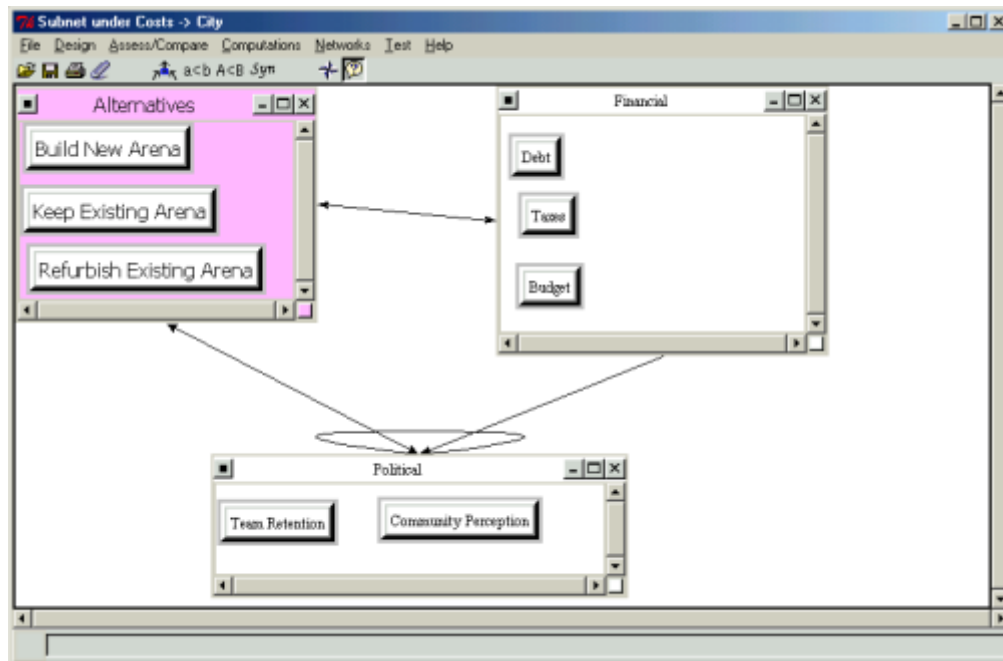 Subnet under Costs -> City
File Design Assess/Compare Computations Networks Test Help
a<b A<B Syn
Alternatives
Build New Arena
Keep Existing Arena
Refurbish Existing Arena
Financial
Debt
Taxes
Budget
Political
Team Retention
Community Perception